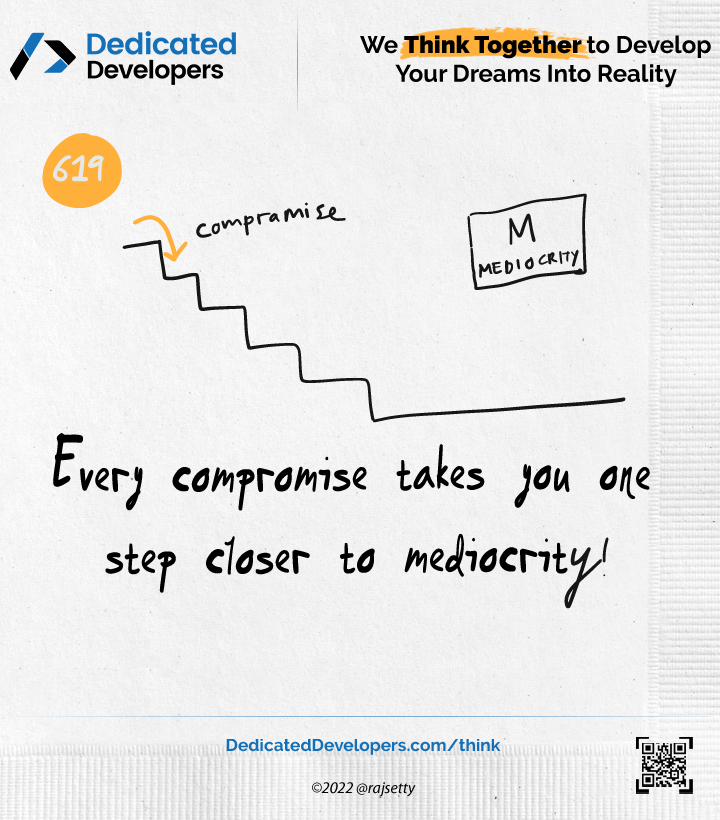 Dedicated
Developers
We Think Together to Develop
Your Dreams Into Reality
619
compramise
M
MEDIOCRITY
Every compromise takes you one
step closer to mediocrity!
DedicatedDevelopers.com/think
©2022 @rajsetty